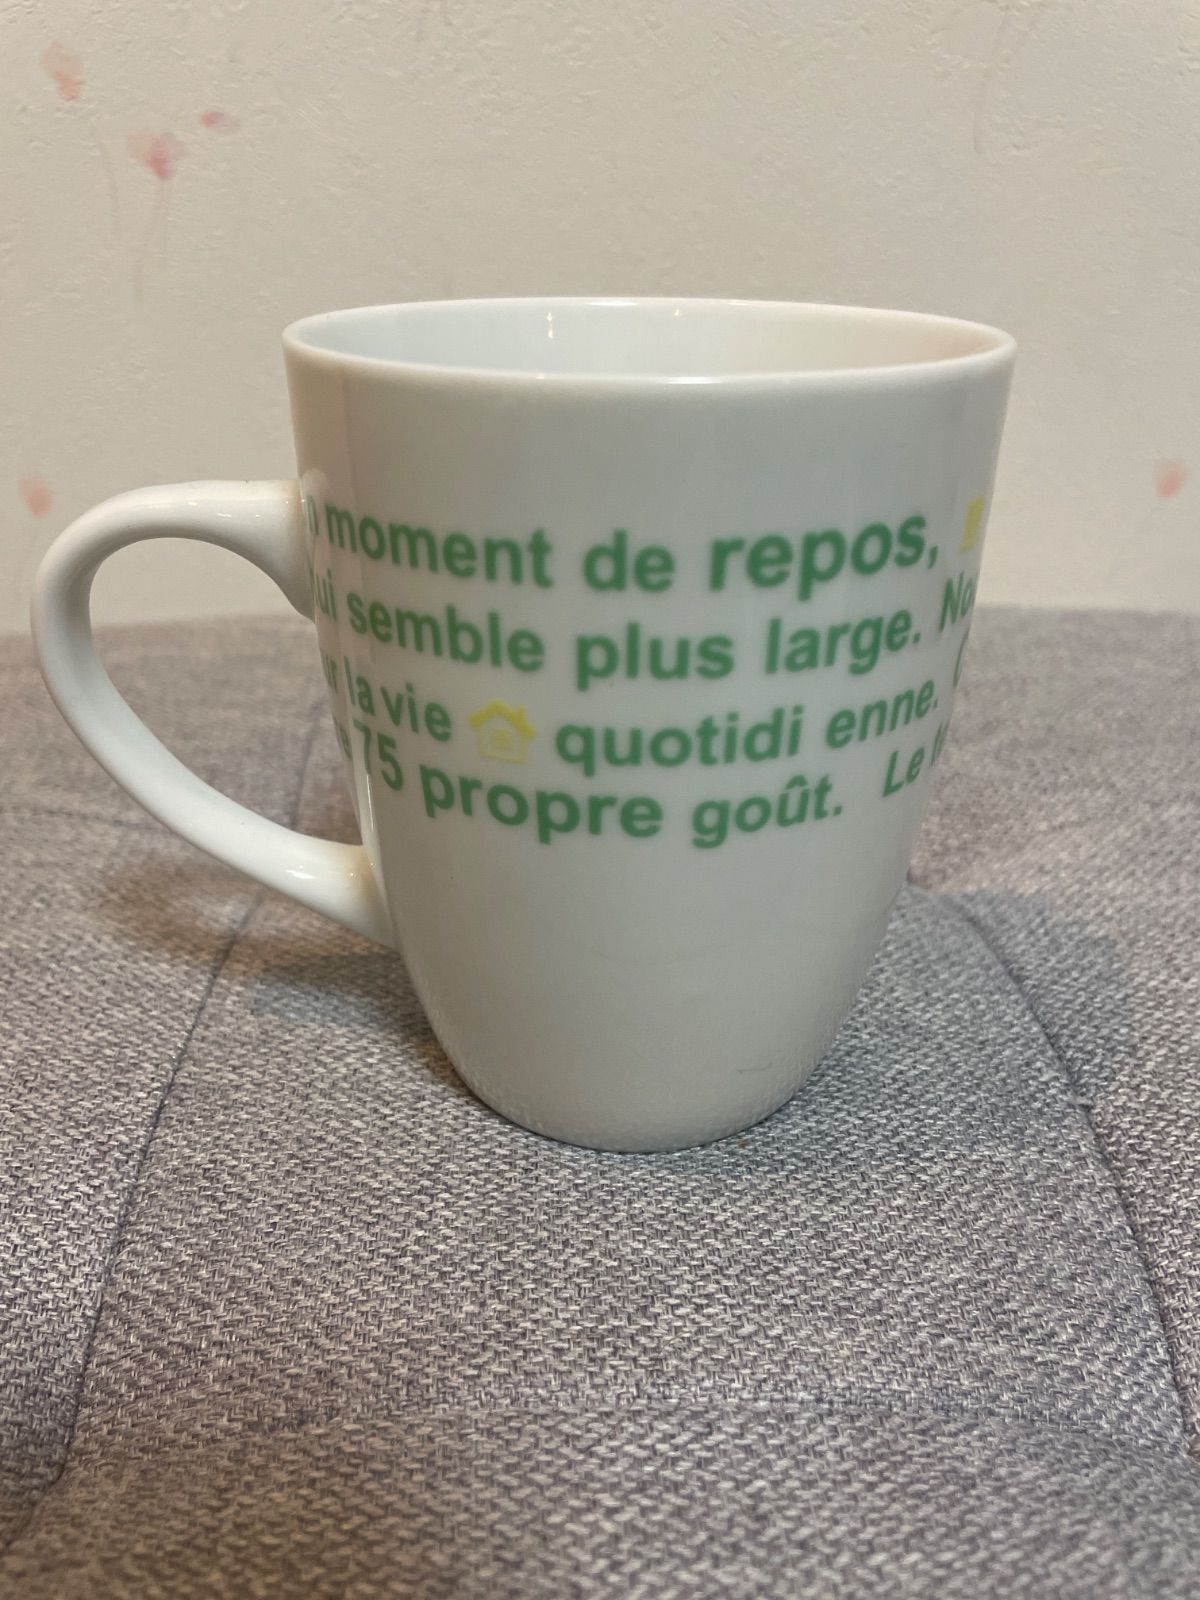 moment de repos,
semble plus large.
la vie quotidi enne.
75 propre goût. Le